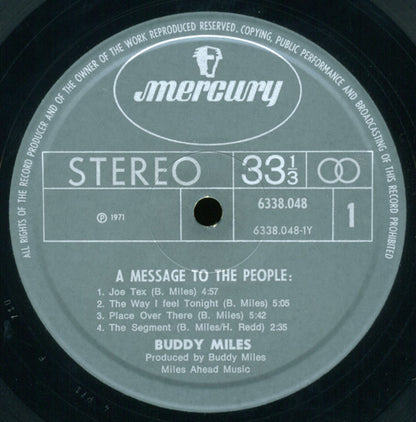 ALL RIGHTS OF THE RECORD PRODUCER AND OF THE OWNER OF THE WORK REPRODUCED RESERVED. COPYING, PUBLIC PERFORMANCE AND BROADCASTING OF THIS RECORD PROHIBITED
mercury
STEREO 33⅓
Ⓟ 1971 6338.048 1
6338.048-1Y
A MESSAGE TO THE PEOPLE:
1. Joe Tex (B. Miles) 4:57
2. The Way I feel Tonight (B. Miles) 5:05
3. Place Over There (B. Miles) 5:42
4. The Segment (B. Miles/H. Redd) 2:35
BUDDY MILES
Produced by Buddy Miles
Miles Ahead Music